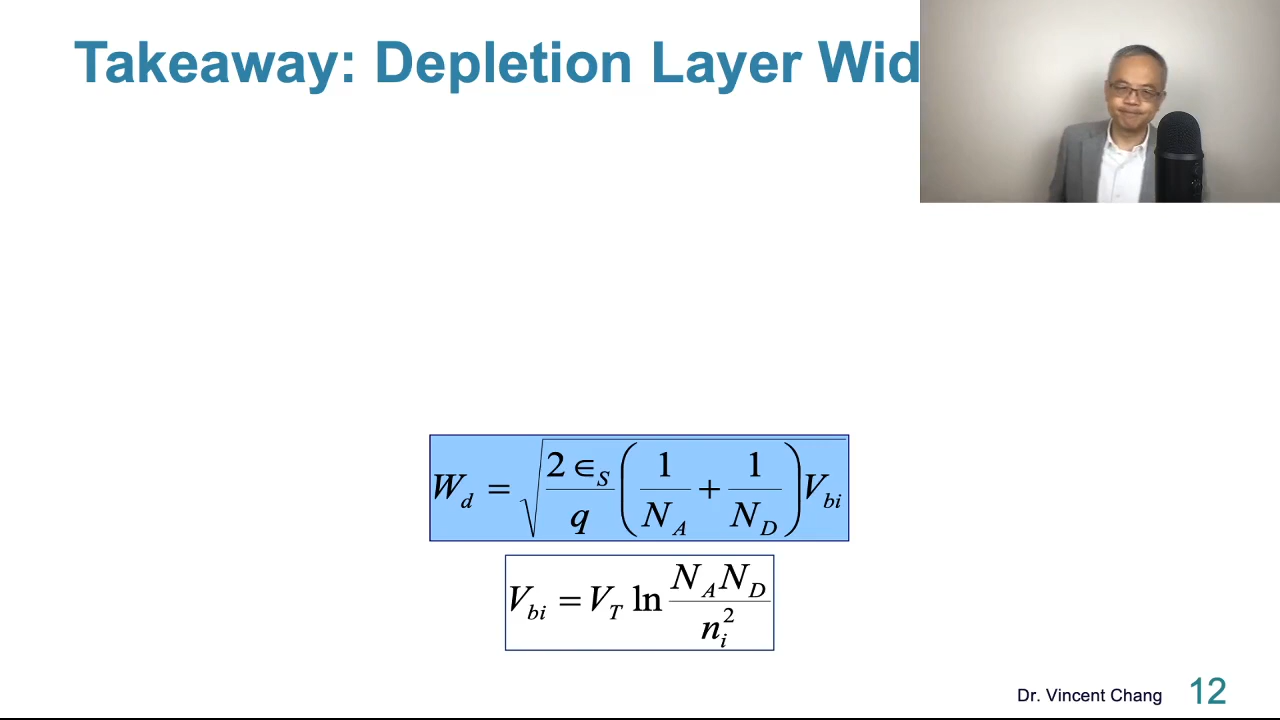 Takeaway: Depletion Layer Wid
W_d = √(2 ∈_S / q (1/N_A + 1/N_D) V_bi)
V_bi = V_T ln N_A N_D / n_i^2
Dr. Vincent Chang 12